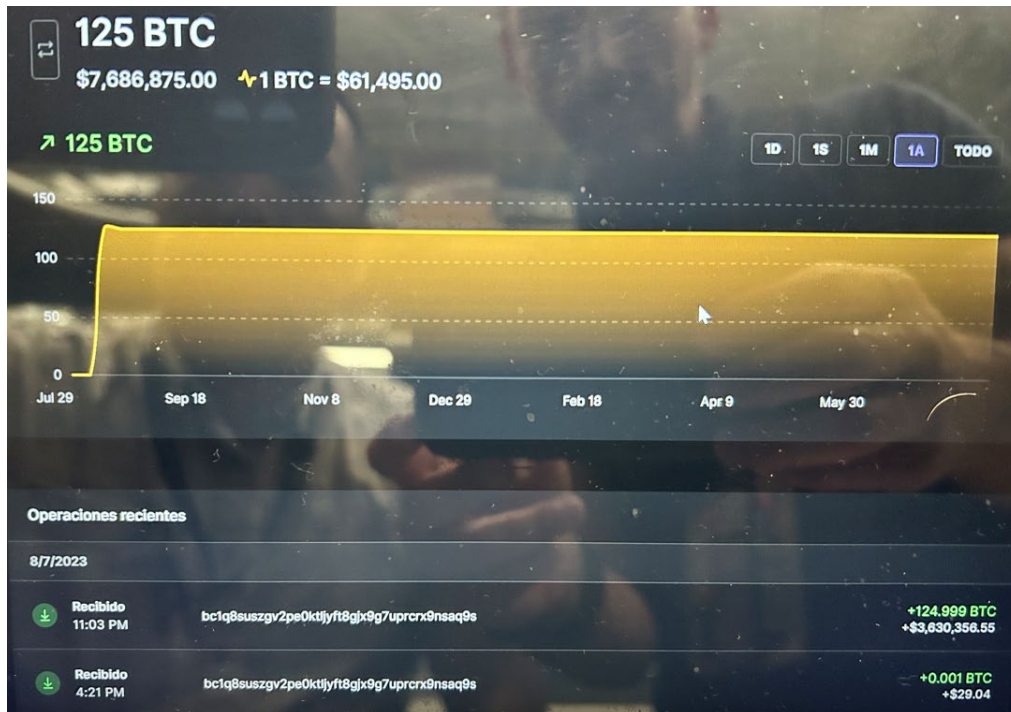 125 BTC
$7,686,875.00 1 BTC = $61,495.00
125 BTC
1D 1S 1M 1A TODO
150
100
50
0
Jul 29 Sep 18 Nov 8 Dec 29 Feb 18 Apr 9 May 30
Operaciones recientes
8/7/2023
Recibido
11:03 PM
bc1q8suszgv2pe0ktljyft8gjx9g7uprcrx9nsaq9s
+124.999 BTC
+$3,630,356.55
Recibido
4:21 PM
bc1q8suszgv2pe0ktljyft8gjx9g7uprcrx9nsaq9s
+0.001 BTC
+$29.04